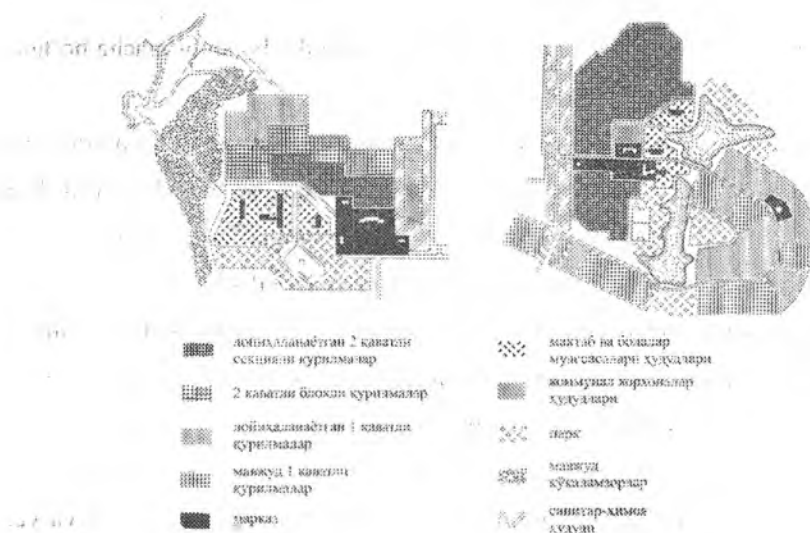 лойиҳаланаётган 2 қаватли
секцияли қурилмалар
2 қаватли блокли қурилмалар
лойиҳаланаётган 1 қаватли
қурилмалар
мавжуд 1 қаватли
қурилмалар
марказ
мактаб ва болалар
муассасалари ҳудудлари
коммунал корхоналар
ҳудудлари
парк
мавжуд
кўкаламзорлар
санитар-ҳимоя
ҳудуди